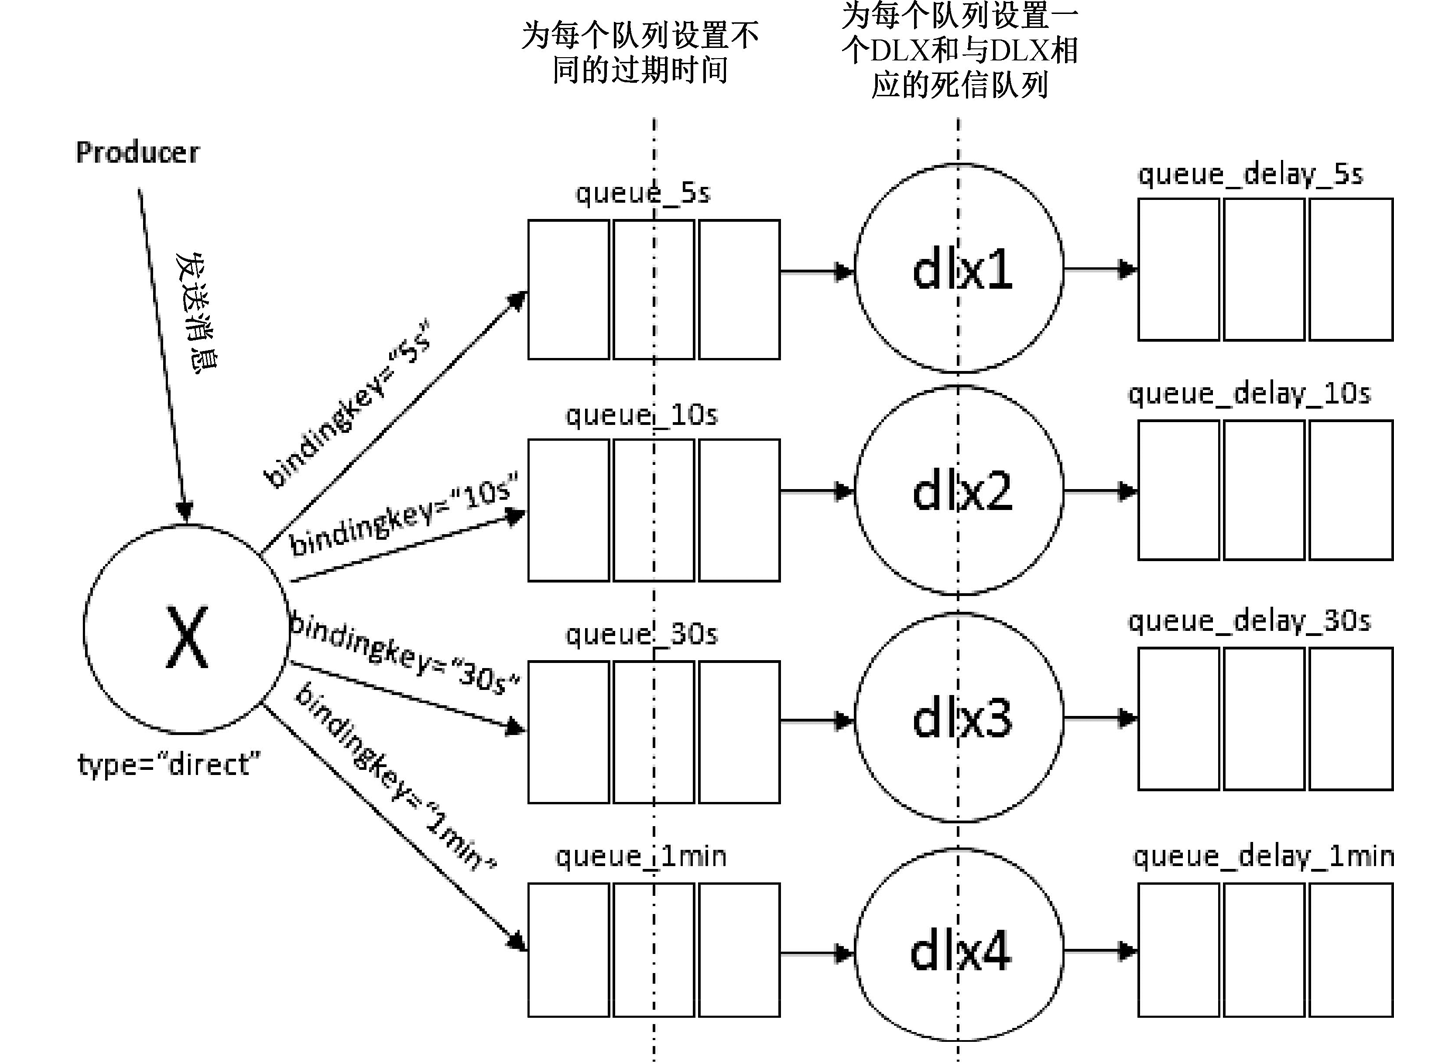 为每个队列设置不
同的过期时间
为每个队列设置一
个DLX和与DLX相
应的死信队列
Producer
发送消息
X
type=“direct”
bindingkey=“5s”
bindingkey=“10s”
bindingkey=“30s”
bindingkey=“1min”
queue_5s
dlx1
queue_delay_5s
queue_10s
dlx2
queue_delay_10s
queue_30s
dlx3
queue_delay_30s
queue_1min
dlx4
queue_delay_1min